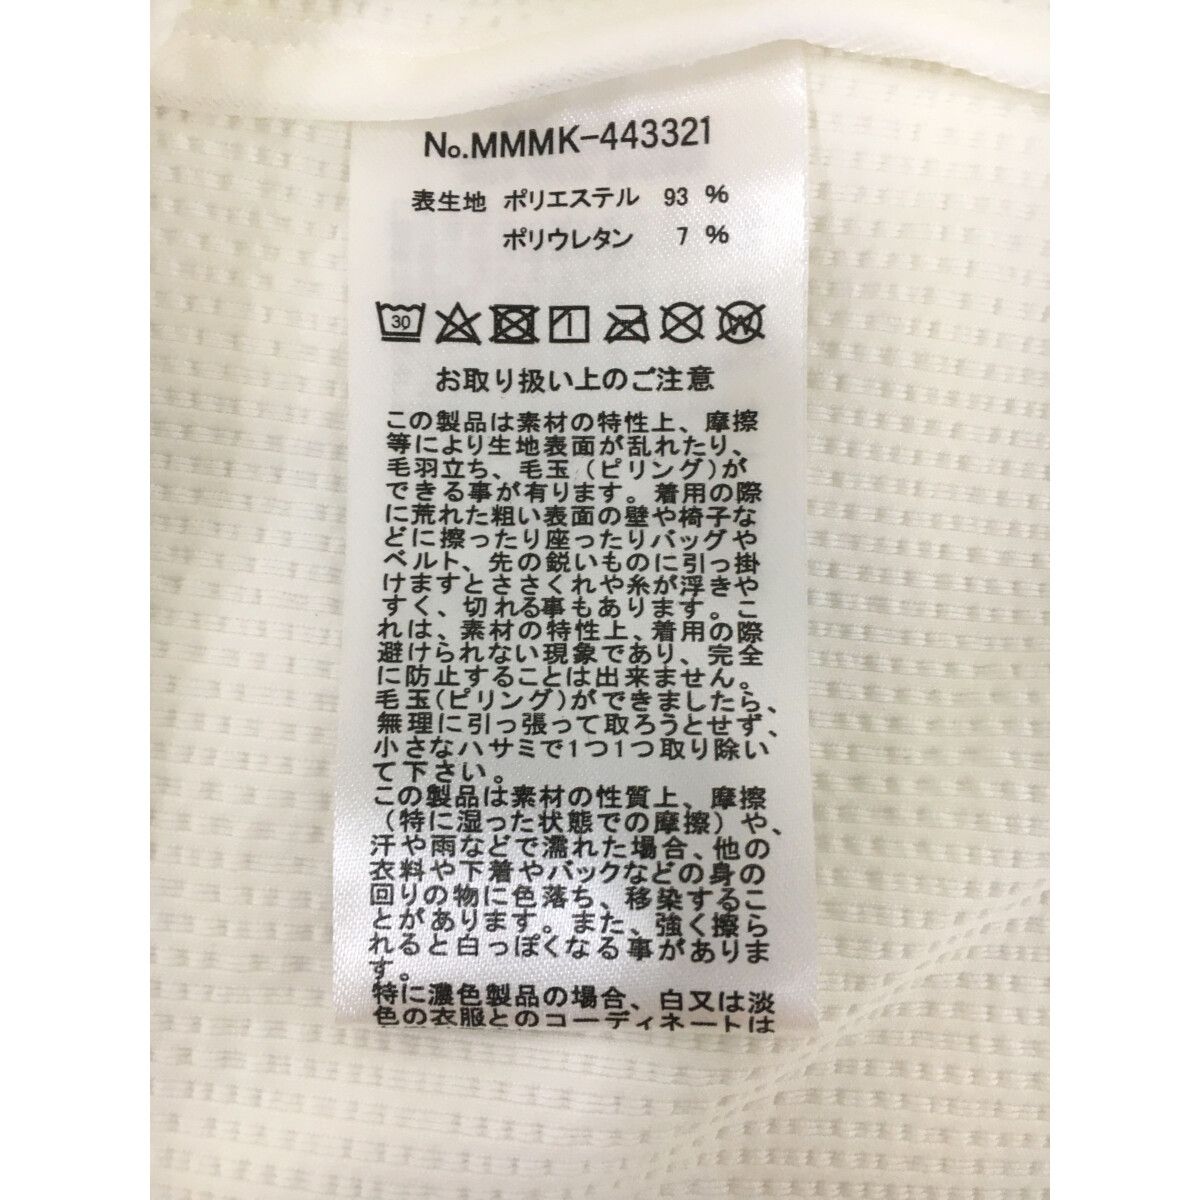 No.MMMK-443321
表生地 ポリエステル 93 %
ポリウレタン 7 %
30
W
お取り扱い上のご注意
この製品は素材の特性上、摩擦
等により生地表面が乱れたり、
毛羽立ち、毛玉(ピリング)が
できる事が有ります。着用の際
に荒れた粗い表面の壁や椅子な
どに擦ったり座ったりバッグや
ベルト、先の鋭いものに引っ掛
けますとささくれや糸が浮きや
すく、切れる事もあります。こ
れは、素材の特性上、着用の際
避けられない現象であり、完全
に防止することは出来ません。
毛玉(ピリング)ができましたら、
無理に引っ張って取ろうとせず、
小さなハサミで1つ1つ取り除い
て下さい。
この製品は素材の性質上、摩擦
(特に湿った状態での摩擦)や、
汗や雨などで濡れた場合、他の
衣料や下着やバックなどの身の
回りの物に色落ち、移染するこ
とがあります。また、強く擦ら
れると白っぽくなる事がありま
す。
特に濃色製品の場合、白又は淡
色の衣服とのコーディネートは